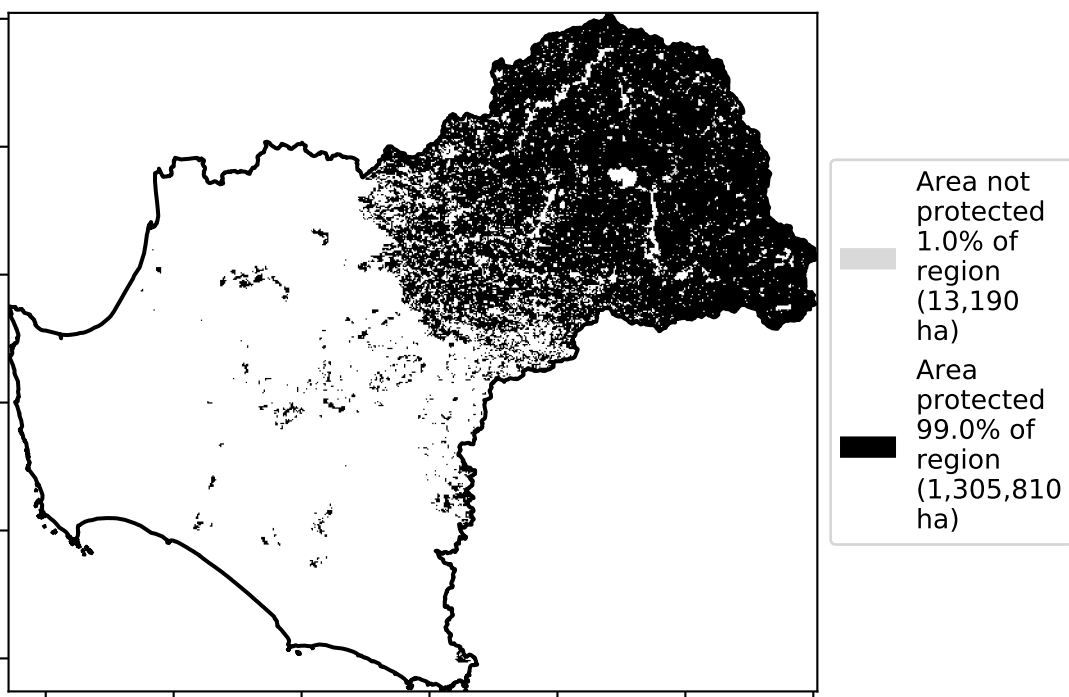 Area not
protected
1.0% of
region
(13,190
ha)
Area
protected
99.0% of
region
(1,305,810
ha)